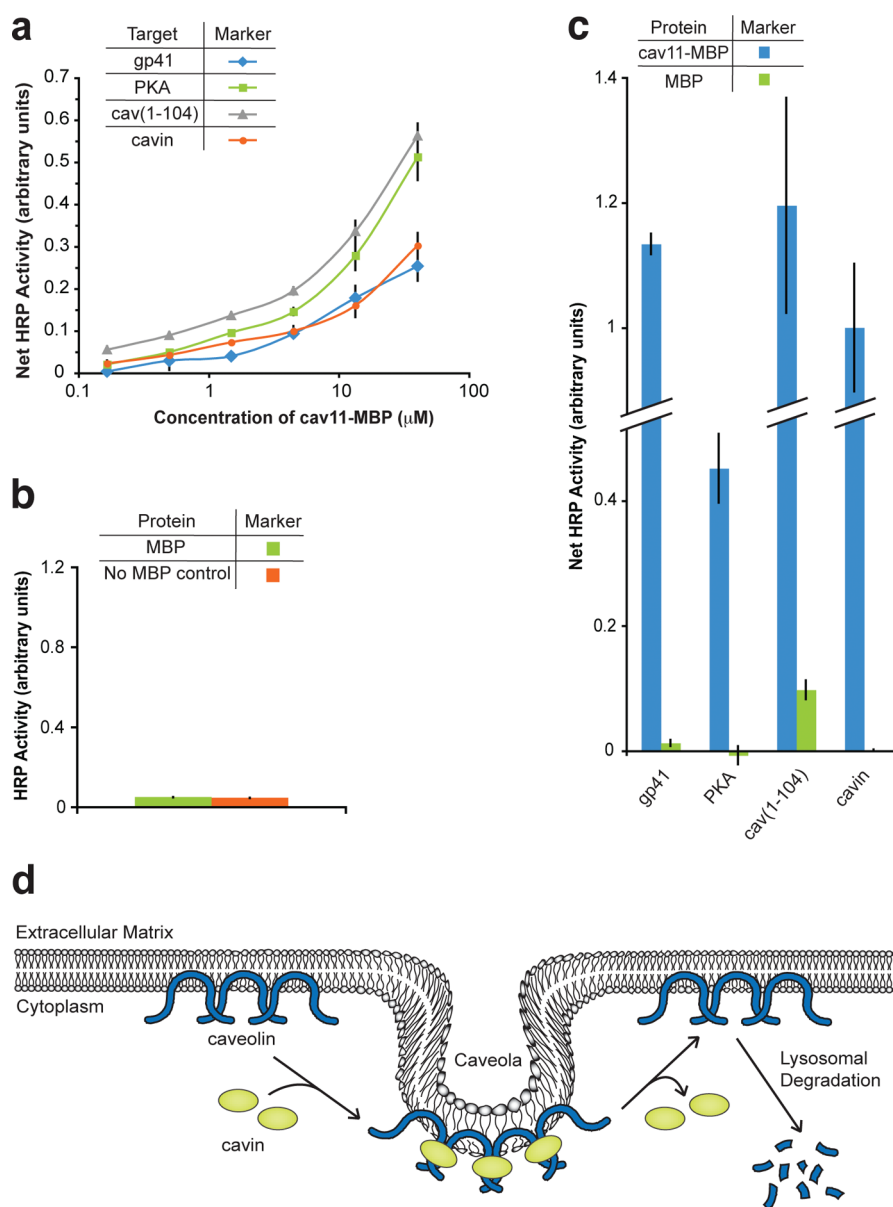 a
Target Marker
gp41
PKA
cav(1-104)
cavin
Net HRP Activity (arbitrary units)
0.7
0.6
0.5
0.4
0.3
0.2
0.1
0
0.1 1 10 100
Concentration of cav11-MBP (μM)
b
Protein Marker
MBP
No MBP control
HRP Activity (arbitrary units)
1.2
0.8
0.4
0
c
Protein Marker
cav11-MBP
MBP
Net HRP Activity (arbitrary units)
1.4
1.2
1
0.4
0.2
0
gp41 PKA cav(1-104) cavin
d
Extracellular Matrix
Cytoplasm
caveolin
cavin
Caveola
Lysosomal
Degradation